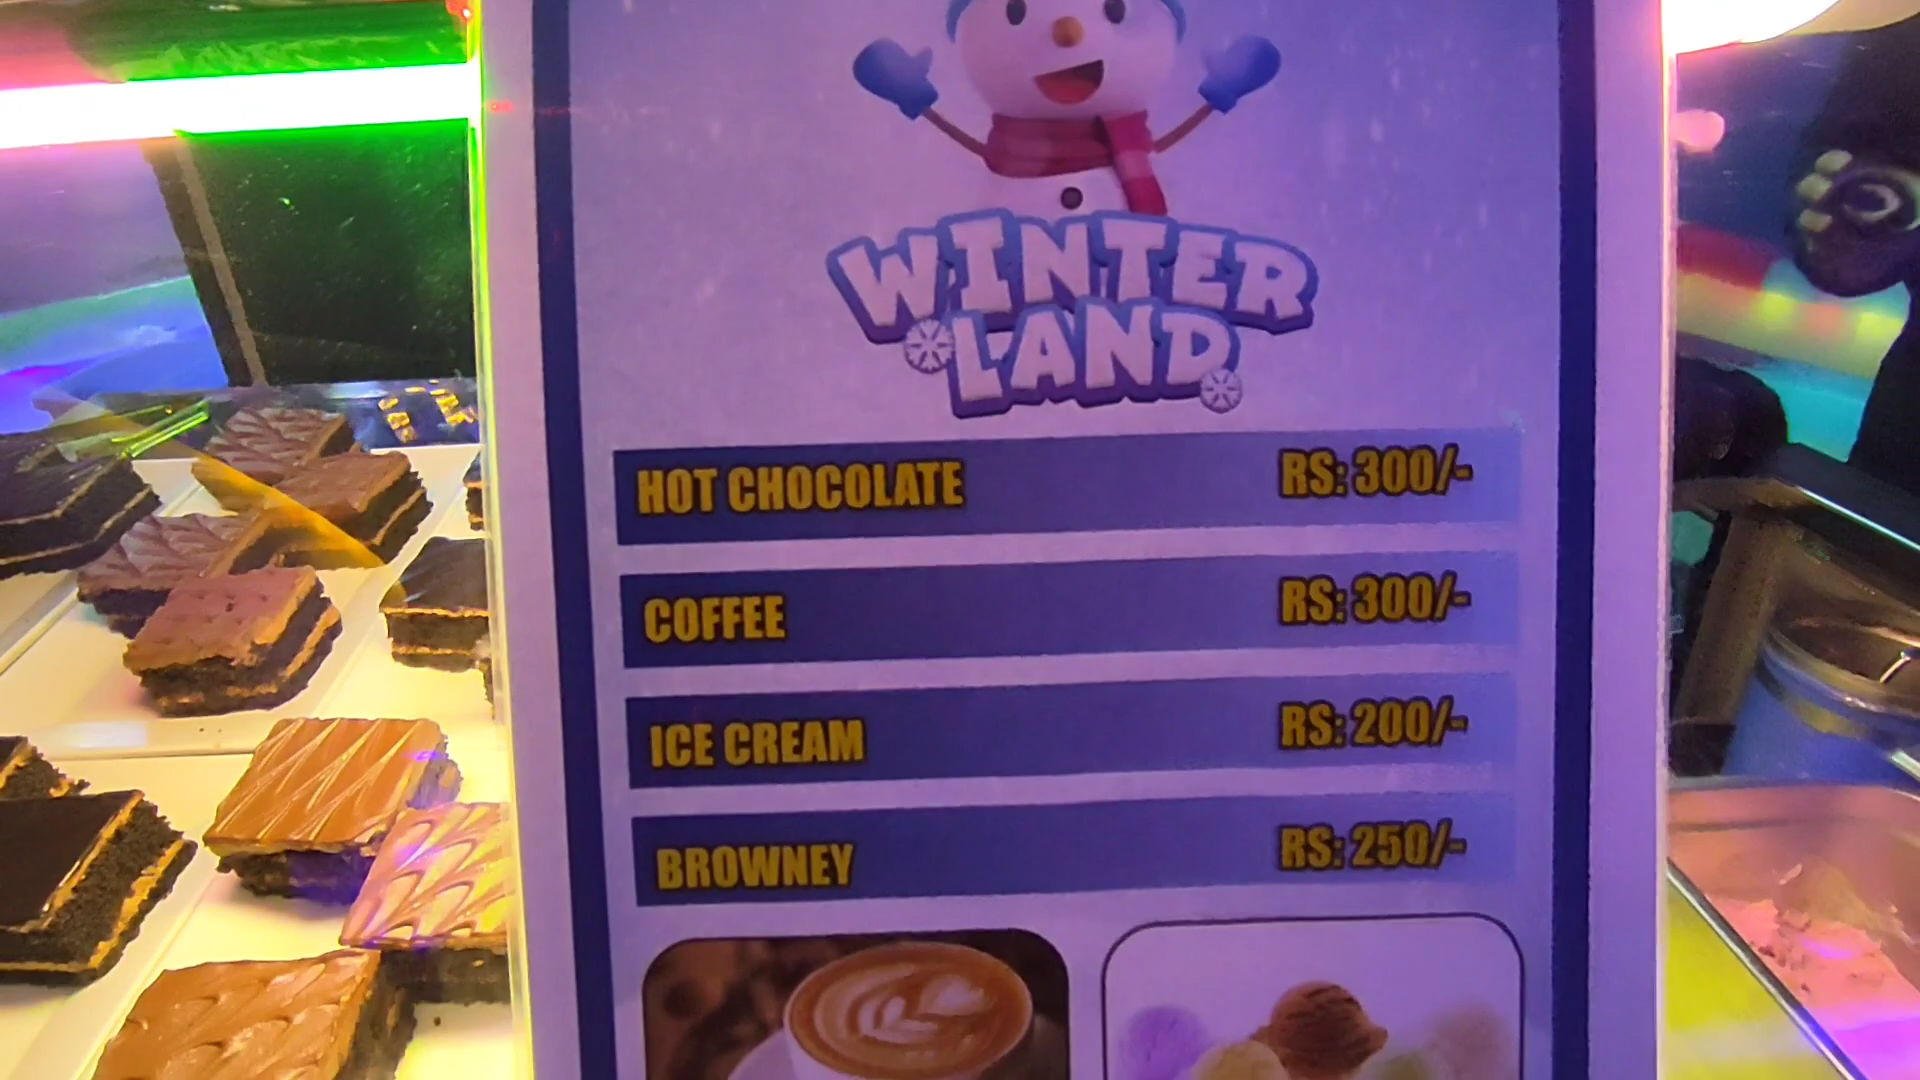 WINTER
LAND
HOT CHOCOLATE RS: 300/-
COFFEE RS: 300/-
ICE CREAM RS: 200/-
BROWNEY RS: 250/-